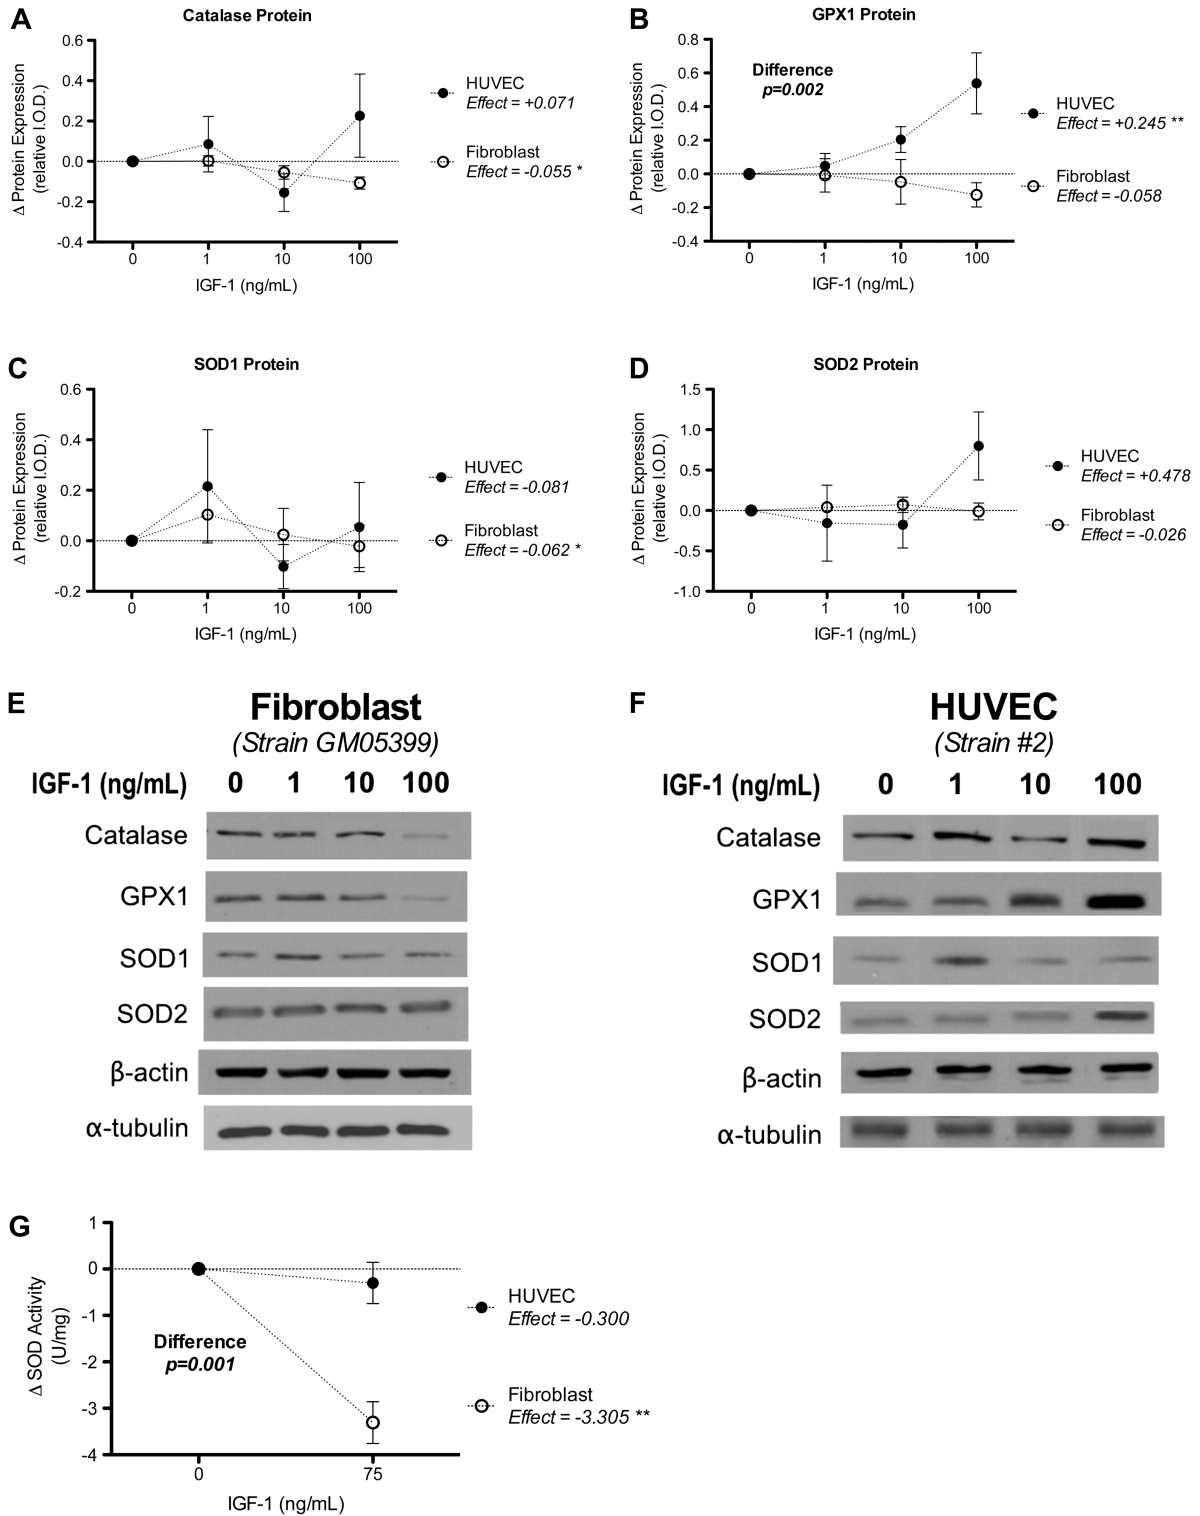 A
Catalase Protein
Δ Protein Expression
(relative I.O.D.)
0.6
0.4
0.2
0.0
-0.2
-0.4
0 1 10 100
IGF-1 (ng/mL)
HUVEC
Effect = +0.071
Fibroblast
Effect = -0.055 *
B
GPX1 Protein
Δ Protein Expression
(relative I.O.D.)
0.8
0.6
0.4
0.2
0.0
-0.2
-0.4
Difference
p=0.002
0 1 10 100
IGF-1 (ng/mL)
HUVEC
Effect = +0.245 **
Fibroblast
Effect = -0.058
C
SOD1 Protein
Δ Protein Expression
(relative I.O.D.)
0.6
0.4
0.2
0.0
-0.2
0 1 10 100
IGF-1 (ng/mL)
HUVEC
Effect = -0.081
Fibroblast
Effect = -0.062 *
D
SOD2 Protein
Δ Protein Expression
(relative I.O.D.)
1.5
1.0
0.5
0.0
-0.5
-1.0
0 1 10 100
IGF-1 (ng/mL)
HUVEC
Effect = +0.478
Fibroblast
Effect = -0.026
E
Fibroblast
(Strain GM05399)
IGF-1 (ng/mL) 0 1 10 100
Catalase
GPX1
SOD1
SOD2
β-actin
α-tubulin
F
HUVEC
(Strain #2)
IGF-1 (ng/mL) 0 1 10 100
Catalase
GPX1
SOD1
SOD2
β-actin
α-tubulin
G
Δ SOD Activity
(U/mg)
1
0
-1
-2
-3
-4
Difference
p=0.001
0 75
IGF-1 (ng/mL)
HUVEC
Effect = -0.300
Fibroblast
Effect = -3.305 **